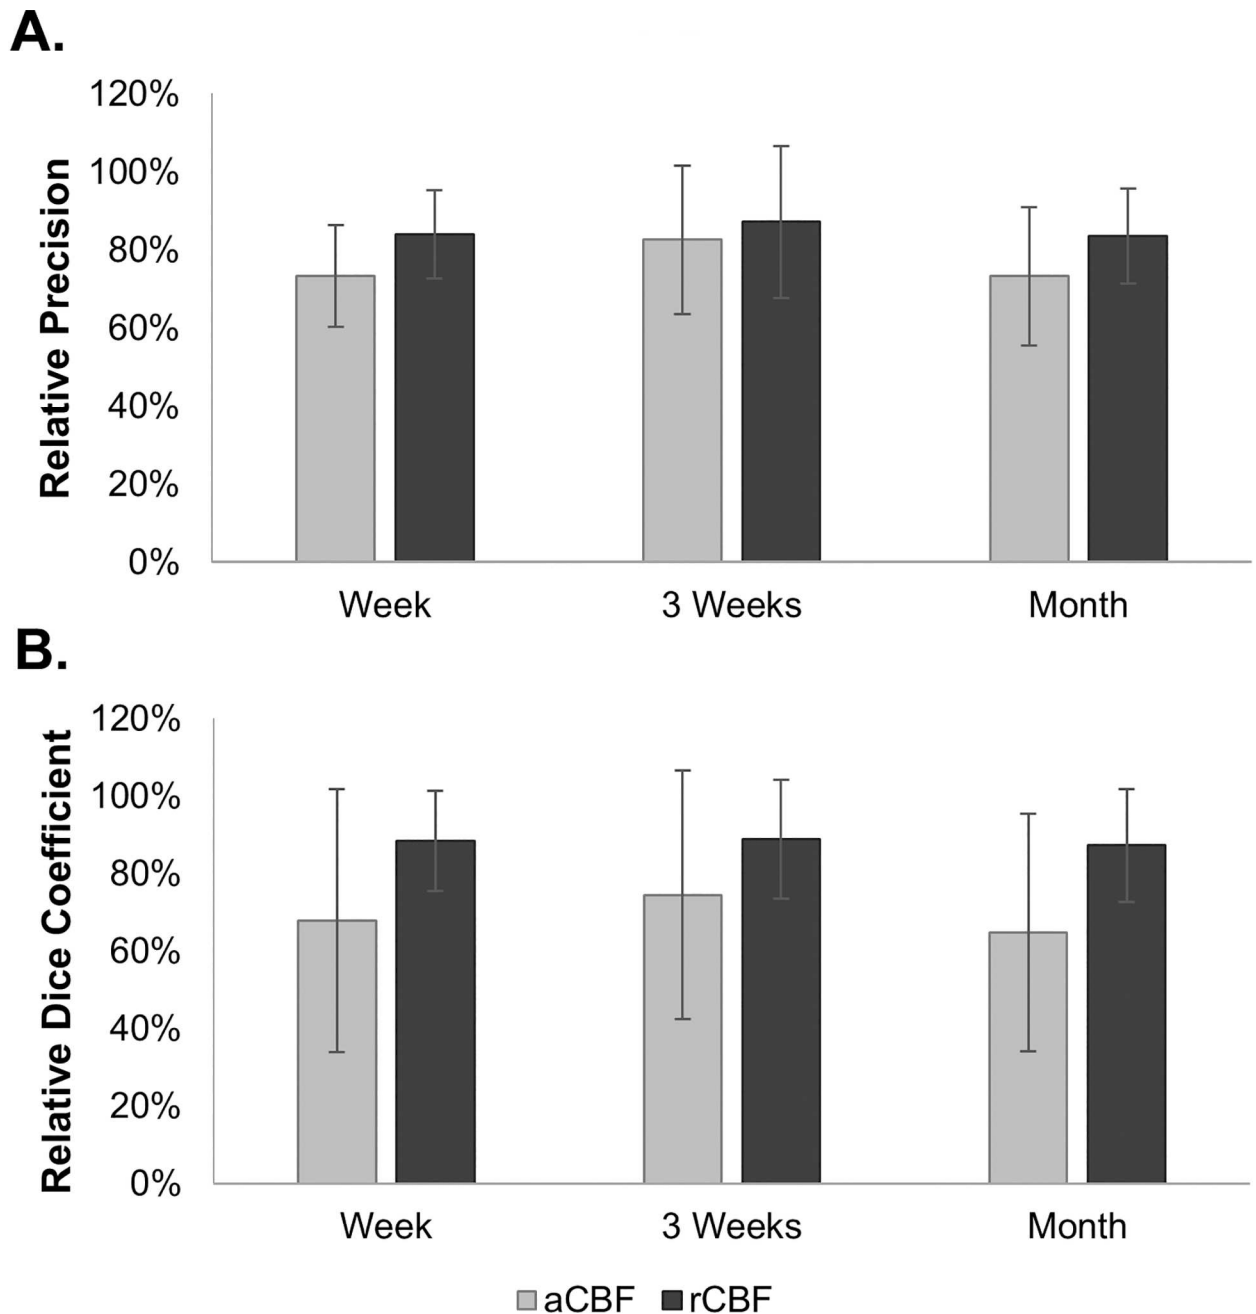 A.
Relative Precision
120%
100%
80%
60%
40%
20%
0%
Week 3 Weeks Month
B.
Relative Dice Coefficient
120%
100%
80%
60%
40%
20%
0%
Week 3 Weeks Month
aCBF rCBF